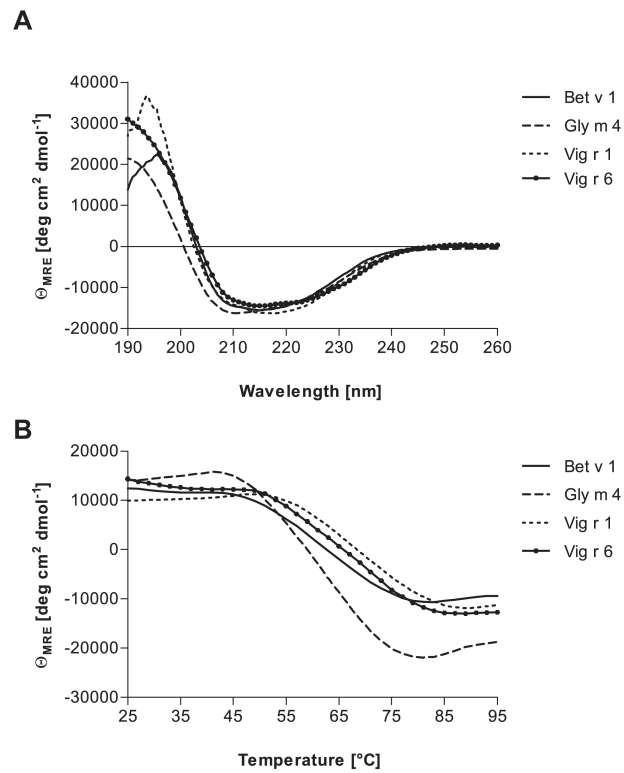 A
40000
30000
20000
10000
0
-10000
-20000
190 200 210 220 230 240 250 260
ΘMRE [deg cm² dmol⁻¹]
Wavelength [nm]
Bet v 1
Gly m 4
Vig r 1
Vig r 6
B
20000
10000
0
-10000
-20000
-30000
25 35 45 55 65 75 85 95
ΘMRE [deg cm² dmol⁻¹]
Temperature [°C]
Bet v 1
Gly m 4
Vig r 1
Vig r 6